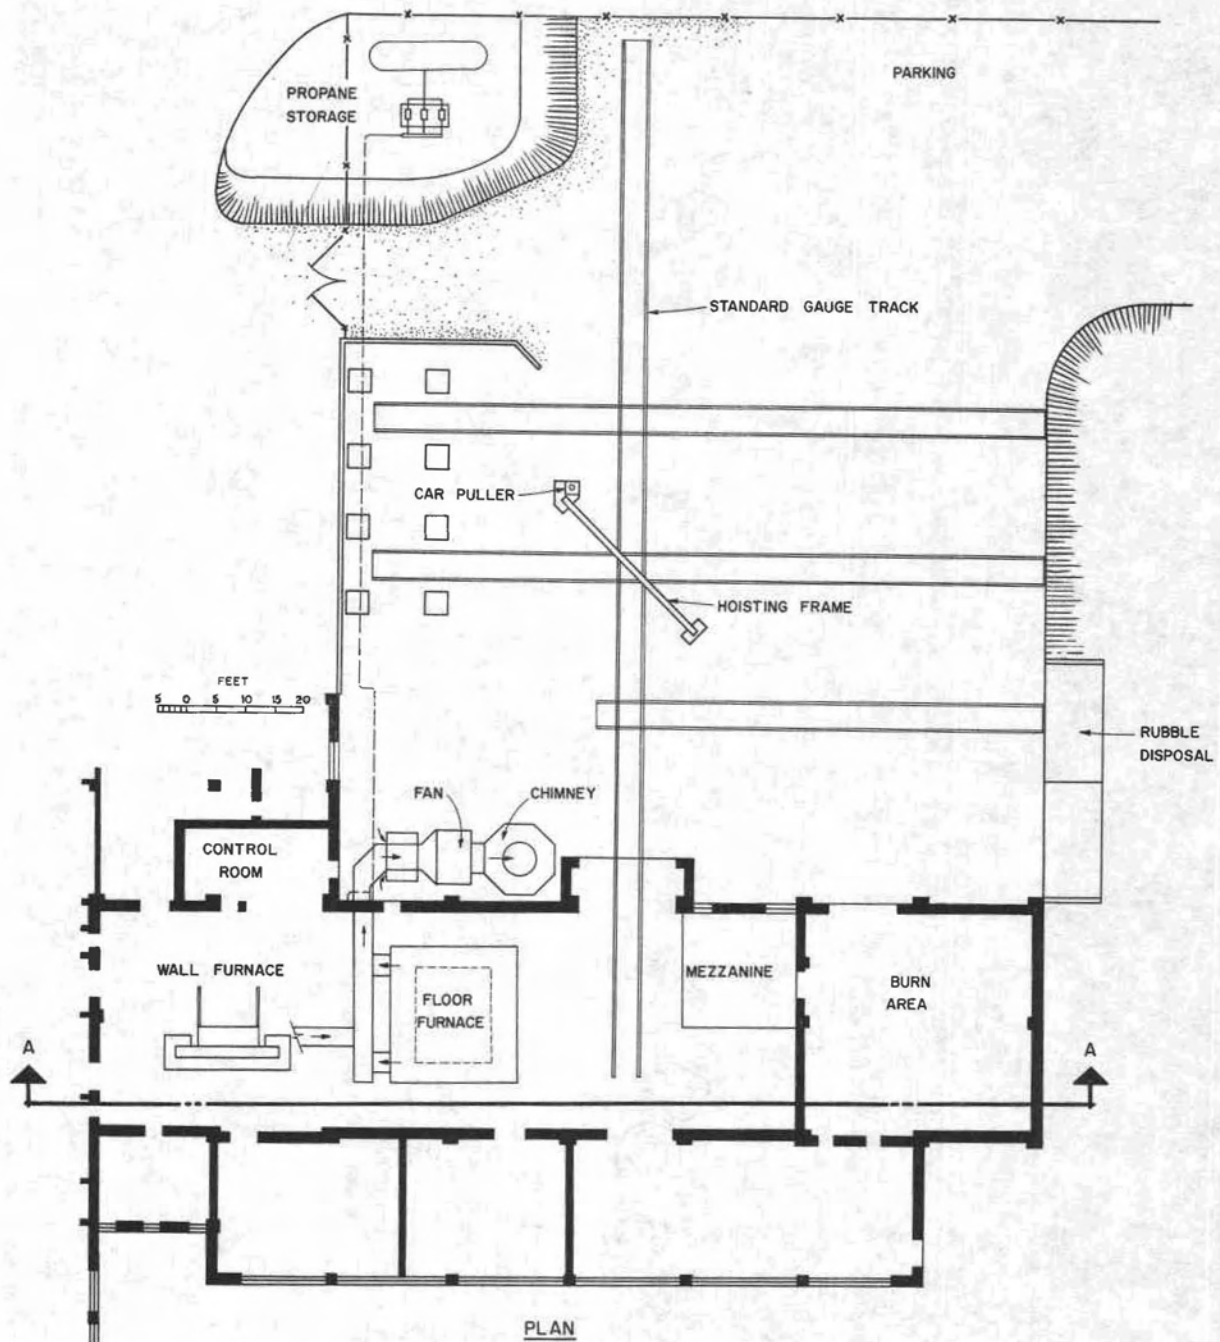 PARKING
PROPANE
STORAGE
STANDARD GAUGE TRACK
CAR PULLER
HOISTING FRAME
FEET
5 0 5 10 15 20
RUBBLE
DISPOSAL
FAN
CHIMNEY
CONTROL
ROOM
WALL FURNACE
FLOOR
FURNACE
MEZZANINE
BURN
AREA
A
A
PLAN